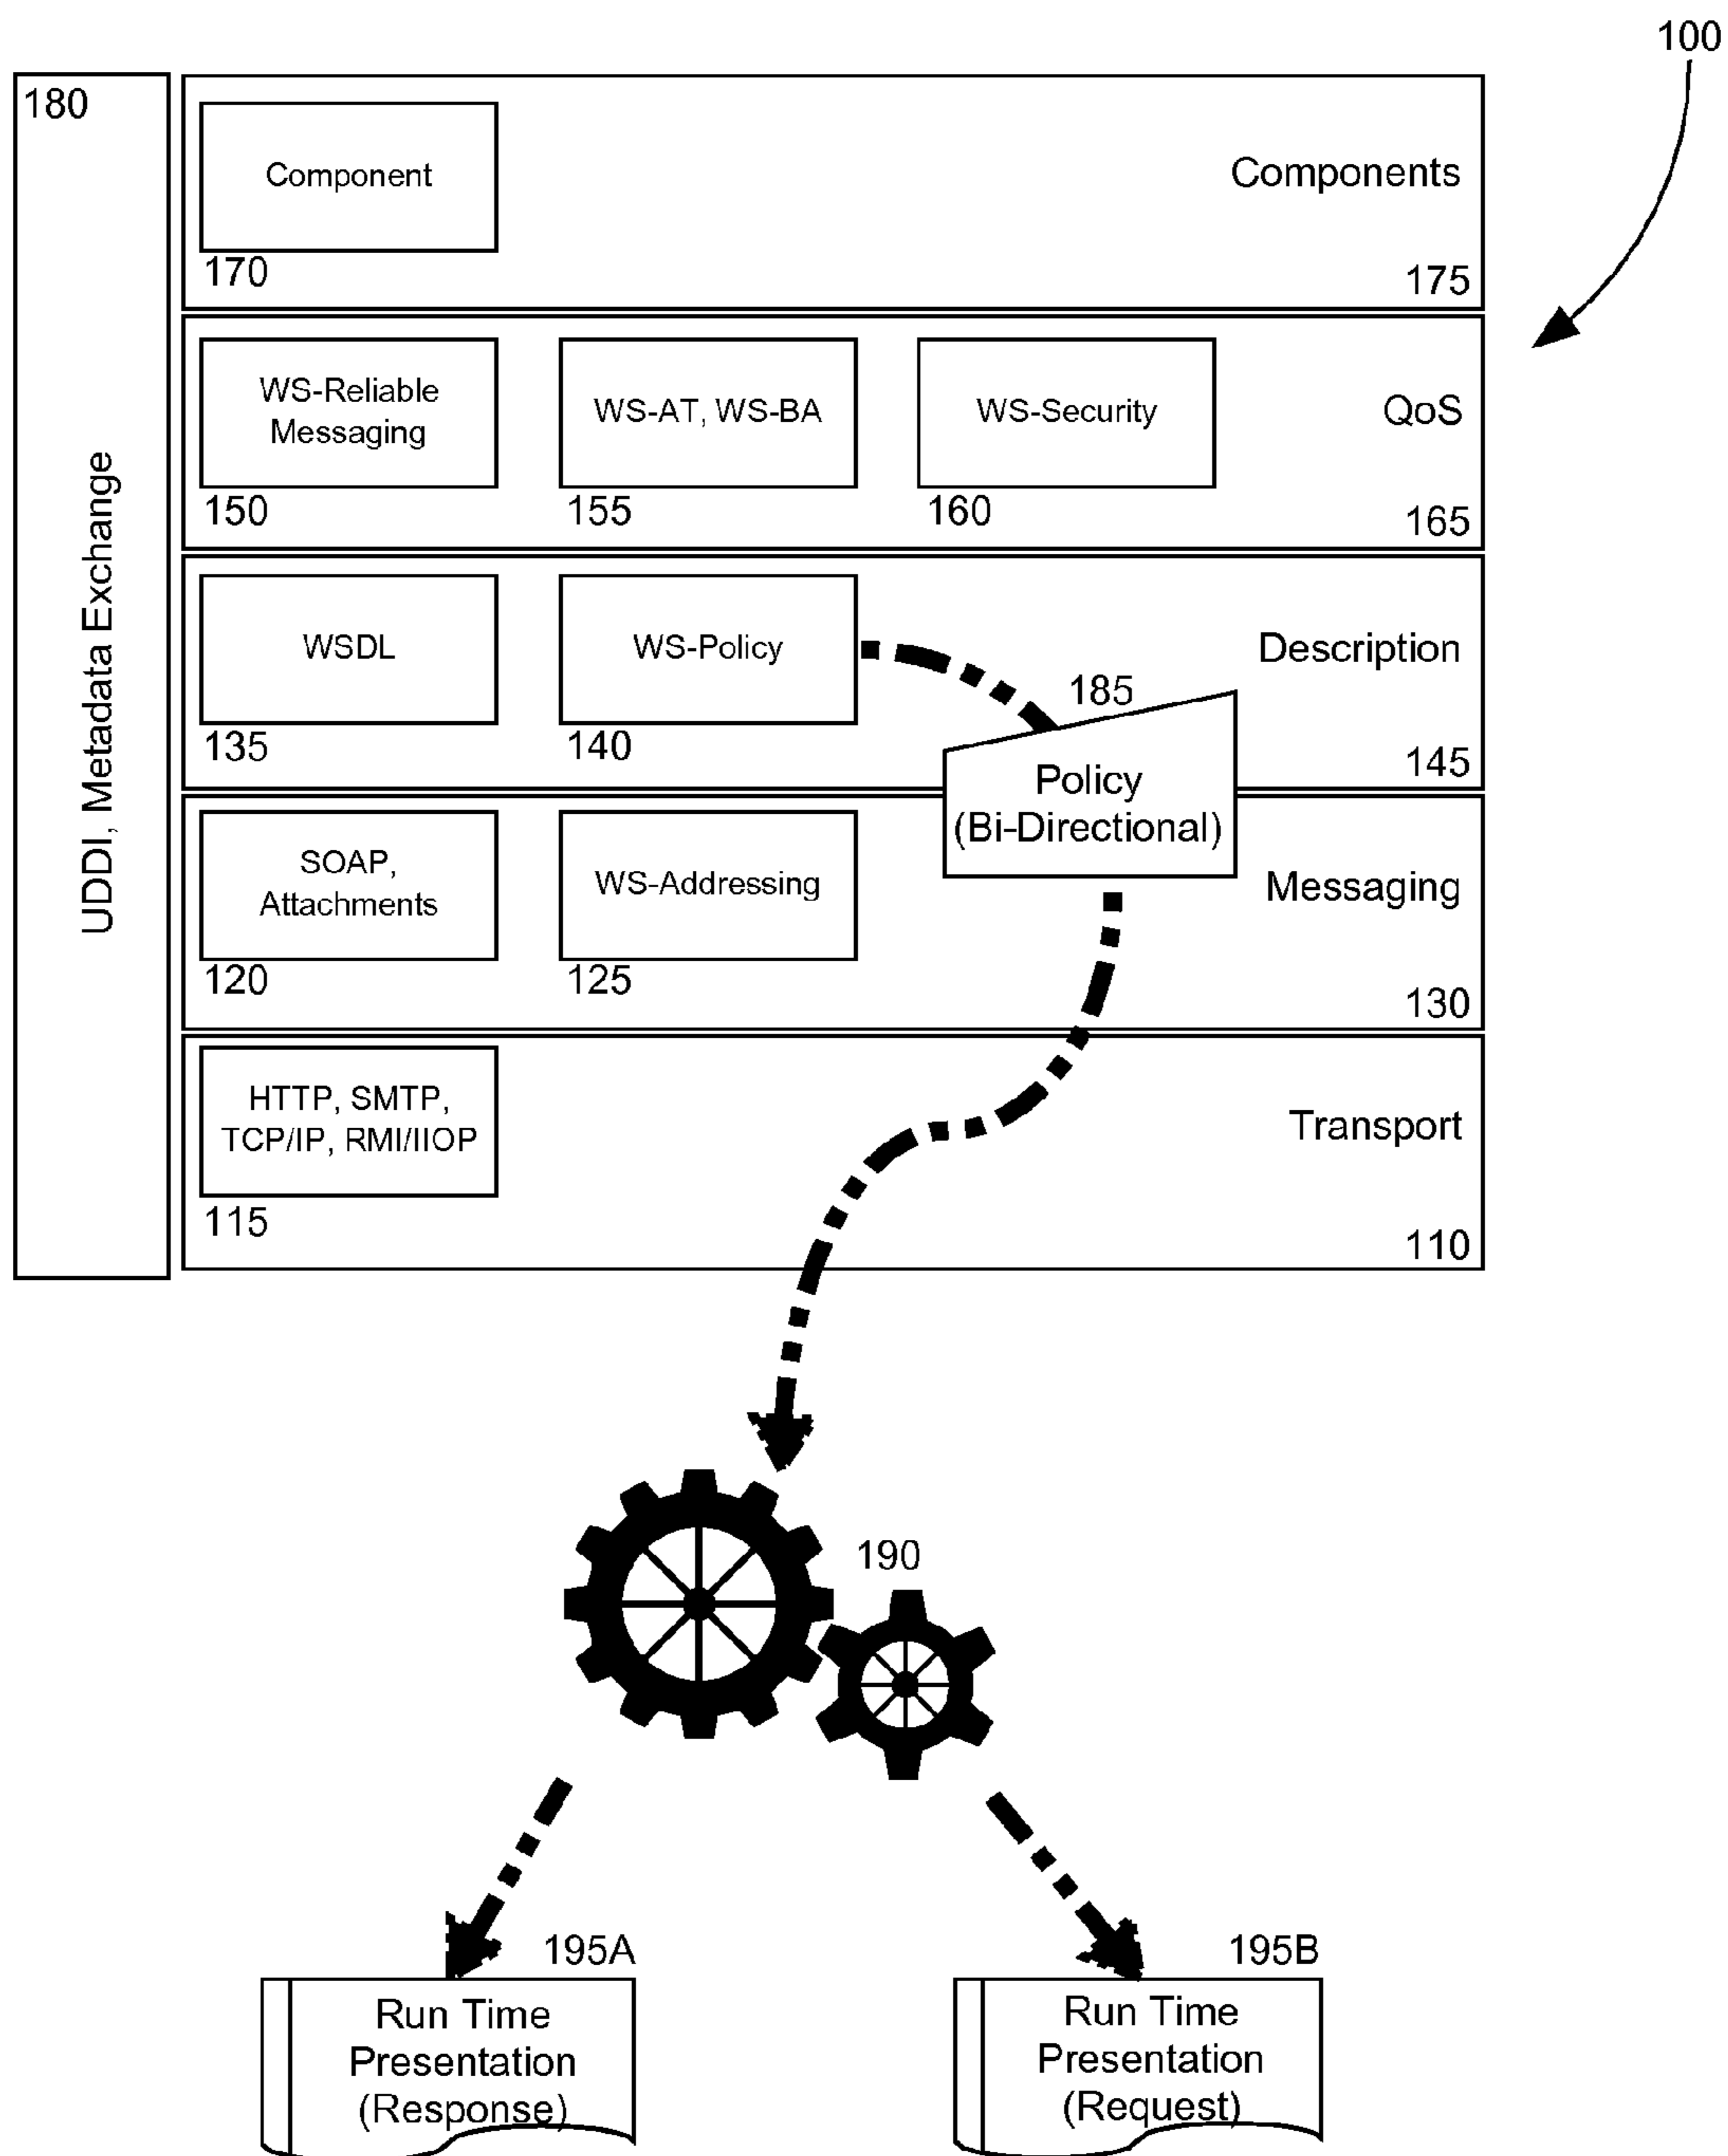 100
180
UDDI, Metadata Exchange
Component
170
Components
175
WS-Reliable
Messaging
150
WS-AT, WS-BA
155
WS-Security
160
QoS
165
WSDL
135
WS-Policy
140
Description
145
185
Policy
(Bi-Directional)
SOAP,
Attachments
120
WS-Addressing
125
Messaging
130
HTTP, SMTP,
TCP/IP, RMI/IIOP
115
Transport
110
190
195A
Run Time
Presentation
(Response)
195B
Run Time
Presentation
(Request)